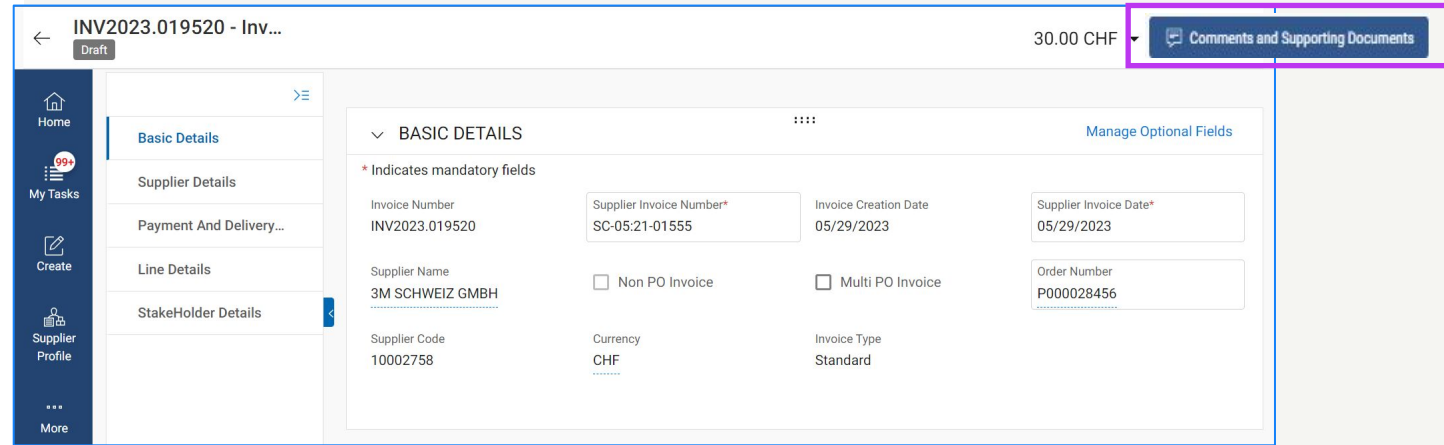 INV2023.019520 - Inv...
Draft
30.00 CHF
Comments and Supporting Documents
Home
99+
My Tasks
Create
Supplier
Profile
More
Basic Details
Supplier Details
Payment And Delivery...
Line Details
StakeHolder Details
BASIC DETAILS
Manage Optional Fields
* Indicates mandatory fields
Invoice Number
INV2023.019520
Supplier Invoice Number*
SC-05:21-01555
Invoice Creation Date
05/29/2023
Supplier Invoice Date*
05/29/2023
Supplier Name
3M SCHWEIZ GMBH
Non PO Invoice
Multi PO Invoice
Order Number
P000028456
Supplier Code
10002758
Currency
CHF
Invoice Type
Standard